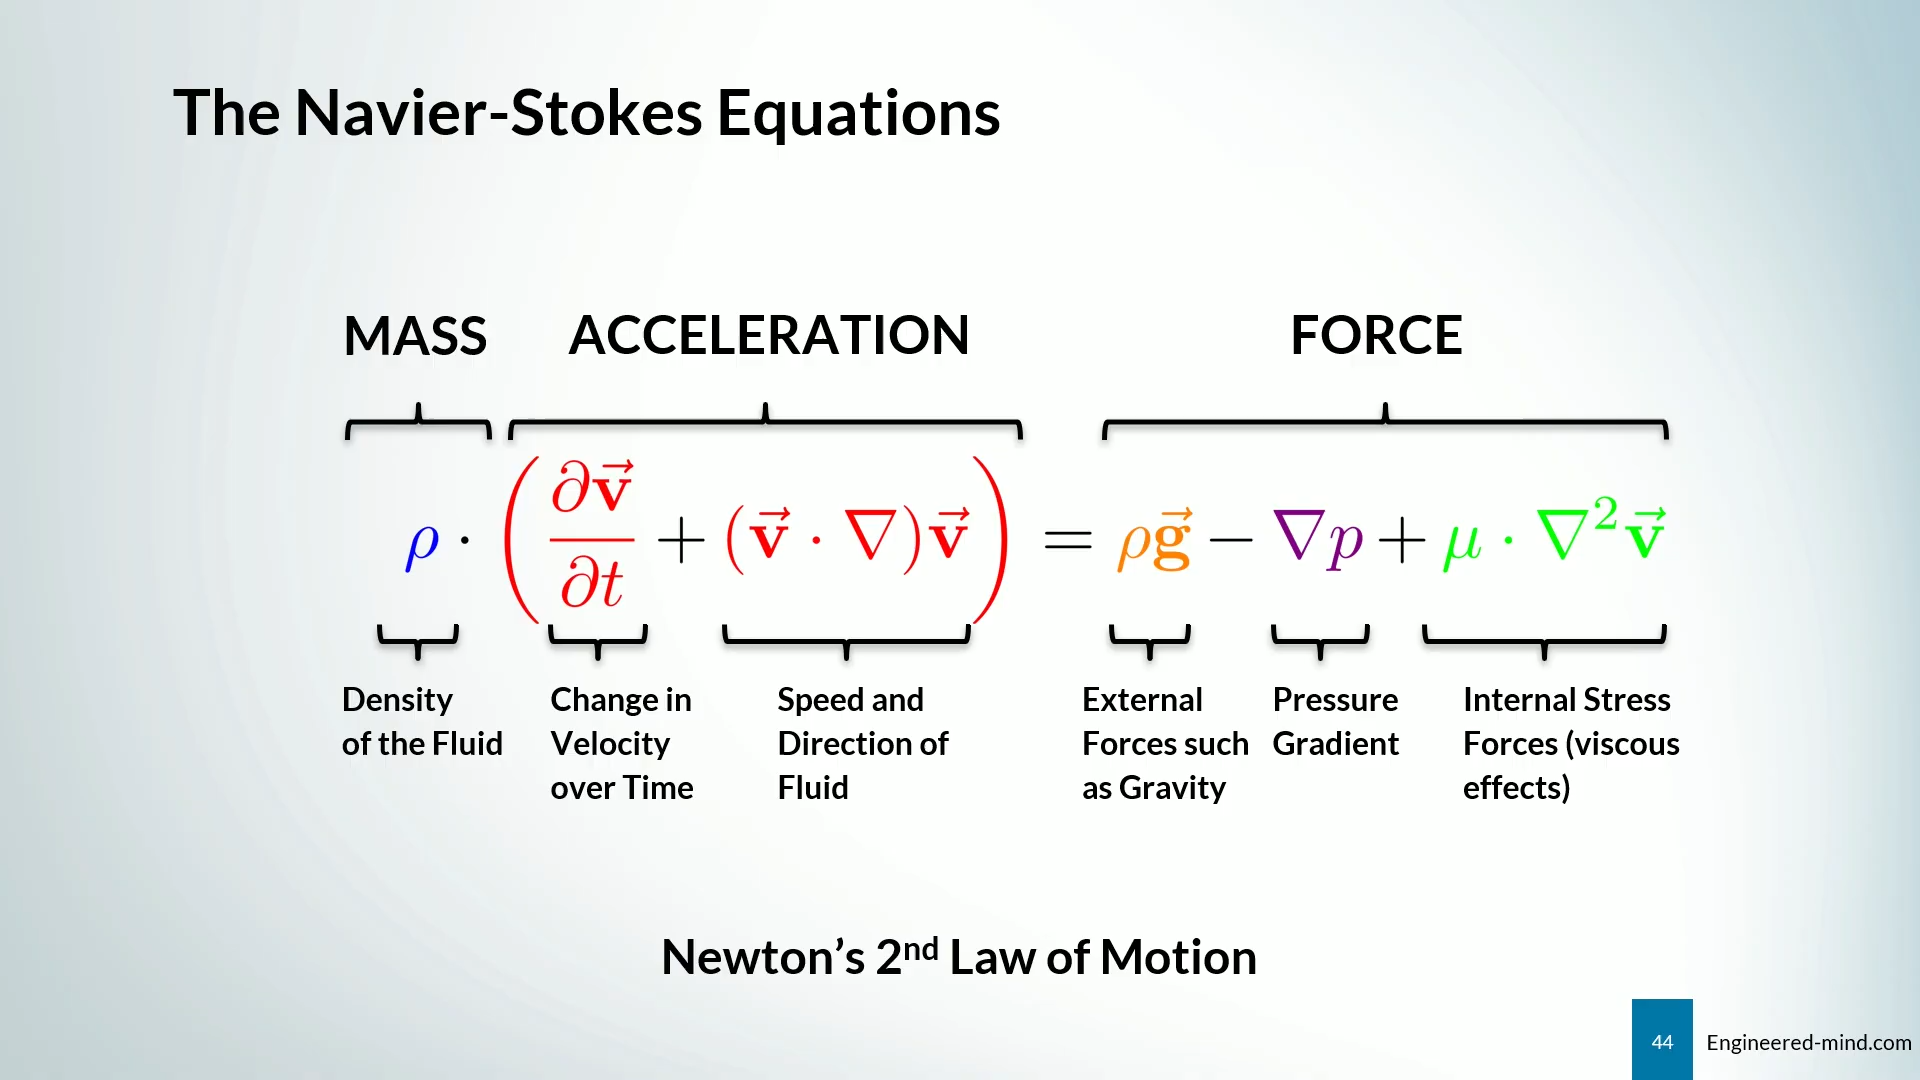 The Navier-Stokes Equations
MASS ACCELERATION FORCE
ρ · ( ∂v⃗/∂t + (v⃗ · ∇)v⃗ ) = ρg⃗ − ∇p + μ · ∇²v⃗
Density
of the Fluid
Change in
Velocity
over Time
Speed and
Direction of
Fluid
External
Forces such
as Gravity
Pressure
Gradient
Internal Stress
Forces (viscous
effects)
Newton’s 2nd Law of Motion
44 Engineered-mind.com